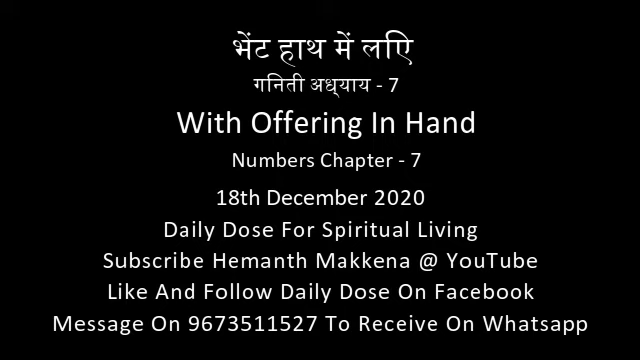 भेंट हाथ में लिए
गनिती अध्याय - 7
With Offering In Hand
Numbers Chapter - 7
18th December 2020
Daily Dose For Spiritual Living
Subscribe Hemanth Makkena @ YouTube
Like And Follow Daily Dose On Facebook
Message On 9673511527 To Receive On Whatsapp